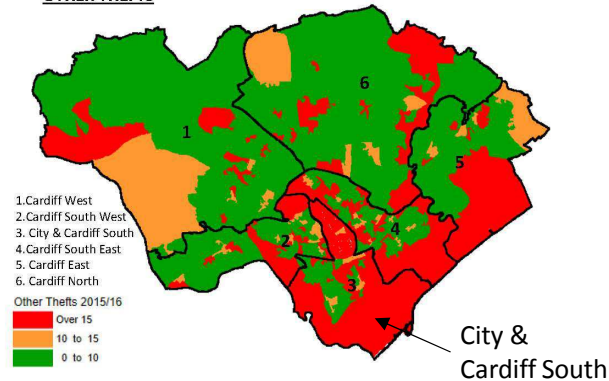 OTHER THEFTS
6
1
5
4
2
3
1.Cardiff West
2.Cardiff South West
3. City & Cardiff South
4.Cardiff South East
5. Cardiff East
6. Cardiff North
Other Thefts 2015/16
Over 15
10 to 15
0 to 10
City &
Cardiff South